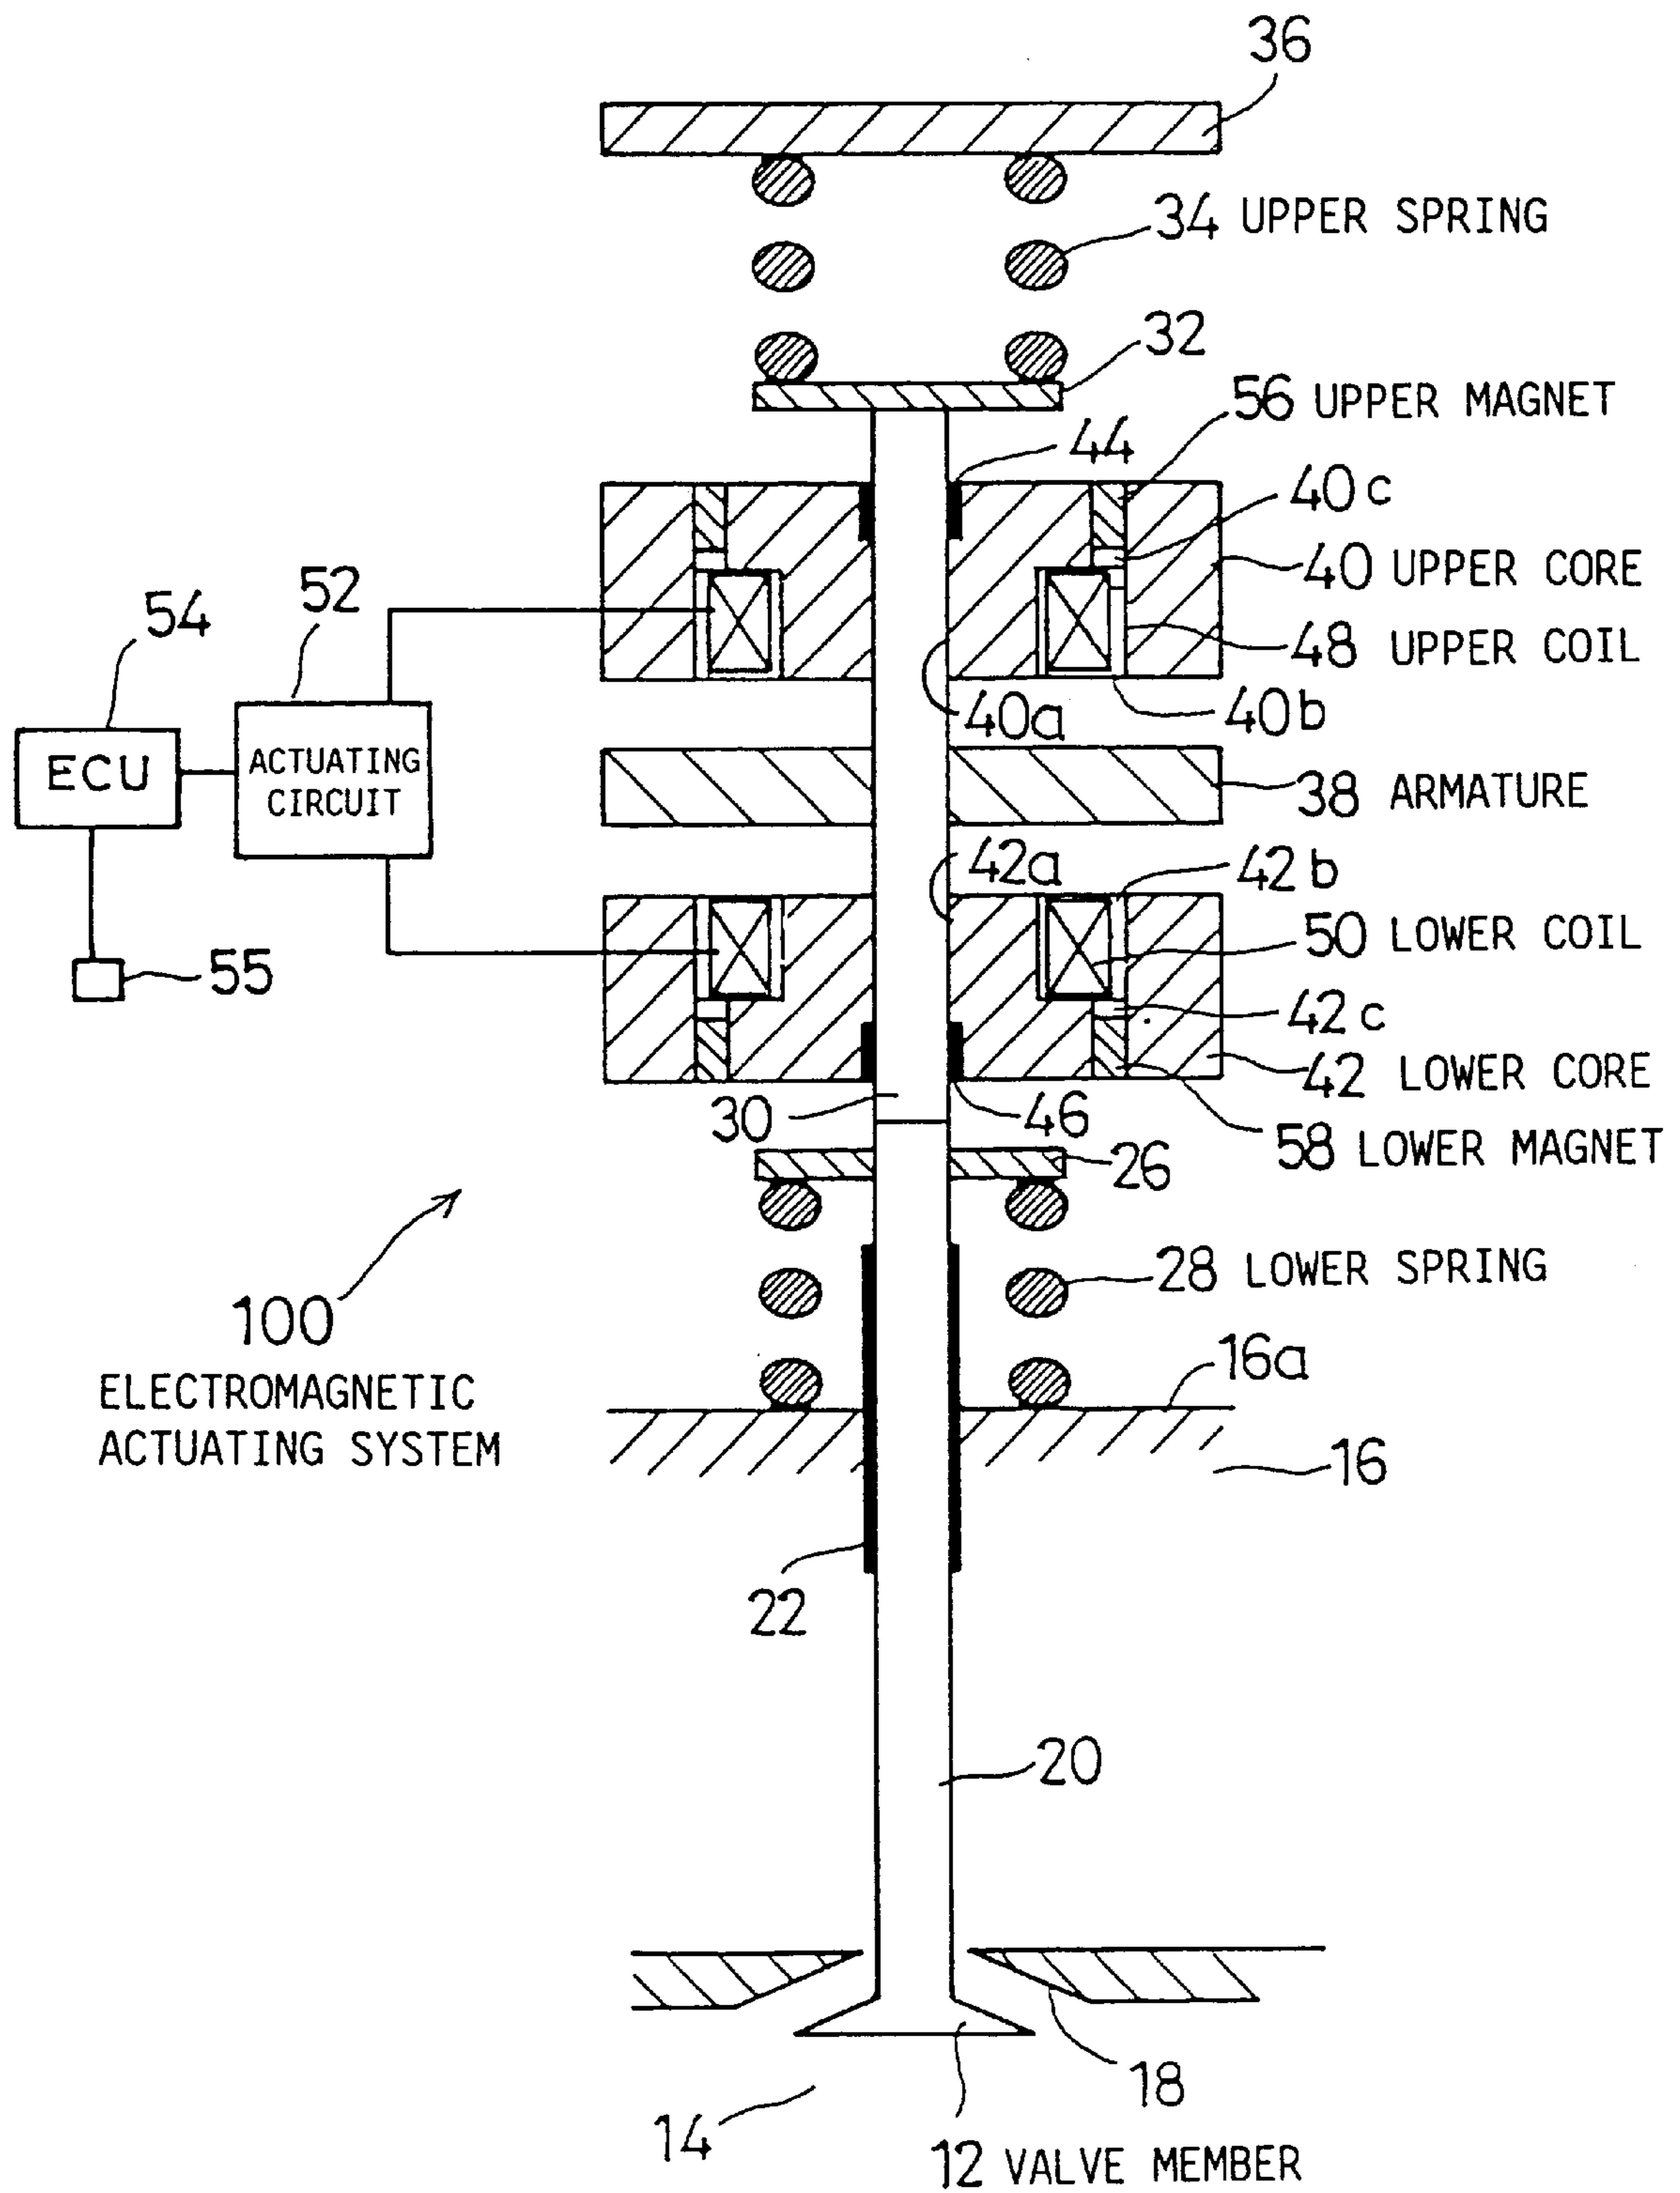 36
34 UPPER SPRING
32
56 UPPER MAGNET
44
40c
40 UPPER CORE
52
54
48 UPPER COIL
40a
40b
ECU
ACTUATING
CIRCUIT
38 ARMATURE
42a
42b
50 LOWER COIL
55
42c
42 LOWER CORE
30
46
58 LOWER MAGNET
26
28 LOWER SPRING
100
ELECTROMAGNETIC
ACTUATING SYSTEM
16a
16
22
20
18
14
12 VALVE MEMBER